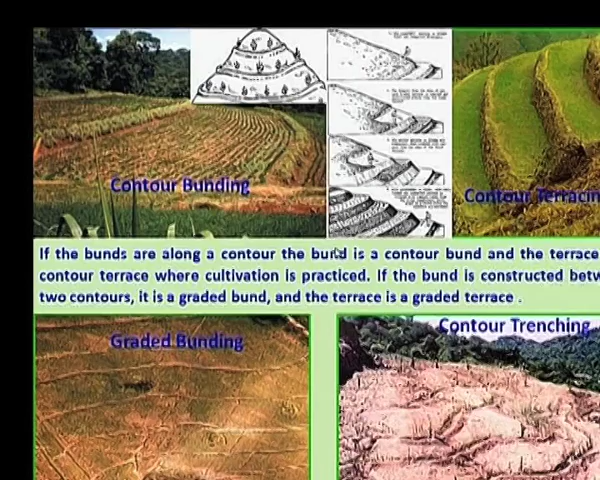 Contour Bunding
Contour Terracin
If the bunds are along a contour the bund is a contour bund and the terrace
contour terrace where cultivation is practiced. If the bund is constructed betw
two contours, it is a graded bund, and the terrace is a graded terrace .
Graded Bunding
Contour Trenching